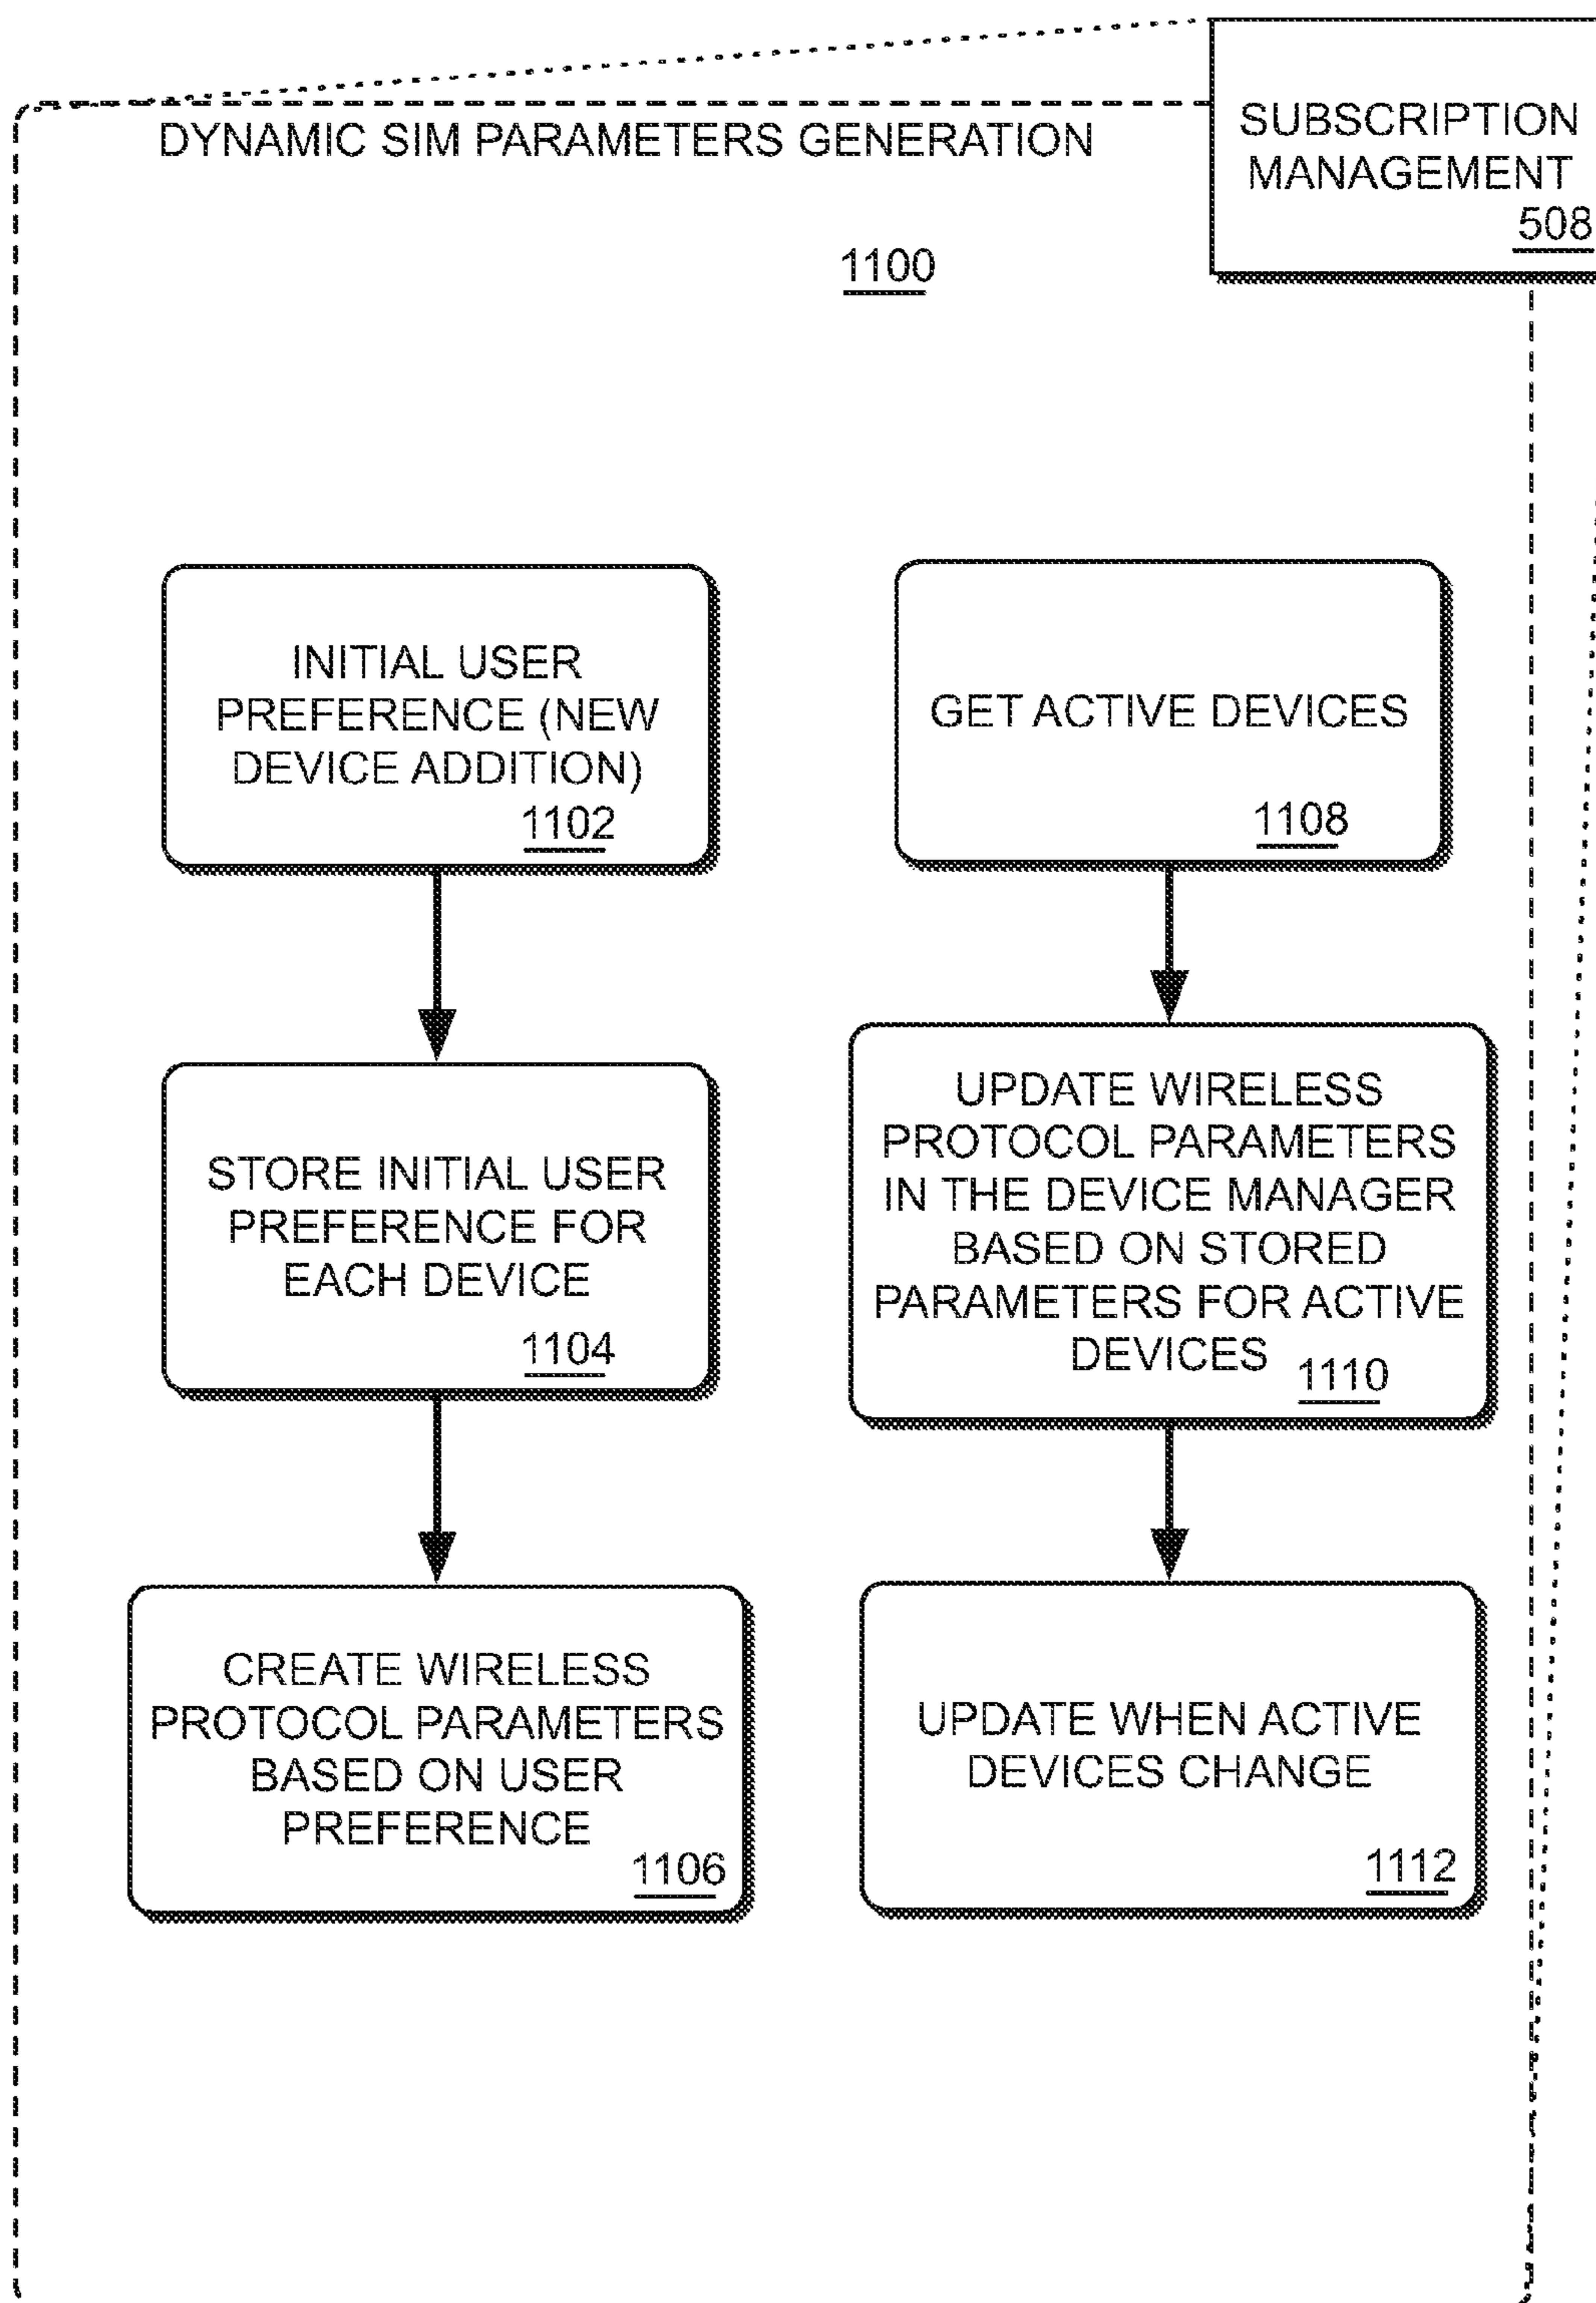 DYNAMIC SIM PARAMETERS GENERATION
1100
SUBSCRIPTION
MANAGEMENT
508
INITIAL USER
PREFERENCE (NEW
DEVICE ADDITION)
1102
STORE INITIAL USER
PREFERENCE FOR
EACH DEVICE
1104
CREATE WIRELESS
PROTOCOL PARAMETERS
BASED ON USER
PREFERENCE
1106
GET ACTIVE DEVICES
1108
UPDATE WIRELESS
PROTOCOL PARAMETERS
IN THE DEVICE MANAGER
BASED ON STORED
PARAMETERS FOR ACTIVE
DEVICES 1110
UPDATE WHEN ACTIVE
DEVICES CHANGE
1112